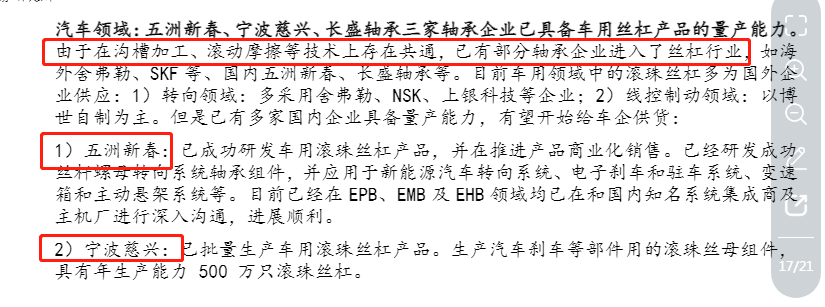 汽车领域：五洲新春、宁波慈兴、长盛轴承三家轴承企业已具备车用丝杠产品的量产能力。
由于在沟槽加工、滚动摩擦等技术上存在共通，已有部分轴承企业进入了丝杠行业，如海
外舍弗勒、SKF 等、国内五洲新春、长盛轴承等。目前车用领域中的滚珠丝杠多为国外企
业供应：1）转向领域：多采用舍弗勒、NSK、上银科技等企业；2）线控制动领域：以博
世自制为主。但是已有多家国内企业具备量产能力，有望开始给车企供货：
1）五洲新春：已成功研发车用滚珠丝杠产品，并在推进产品商业化销售。已经研发成功
丝杆螺母转向系统轴承组件，并应用于新能源汽车转向系统、电子刹车和驻车系统、变速
箱和主动悬架系统等。目前已经在 EPB、EMB 及 EHB 领域均已在和国内知名系统集成商及
主机厂进行深入沟通，进展顺利。
2）宁波慈兴：已批量生产车用滚珠丝杠产品。生产汽车刹车等部件用的滚珠丝母组件，
具有年生产能力 500 万只滚珠丝杠。
17/21